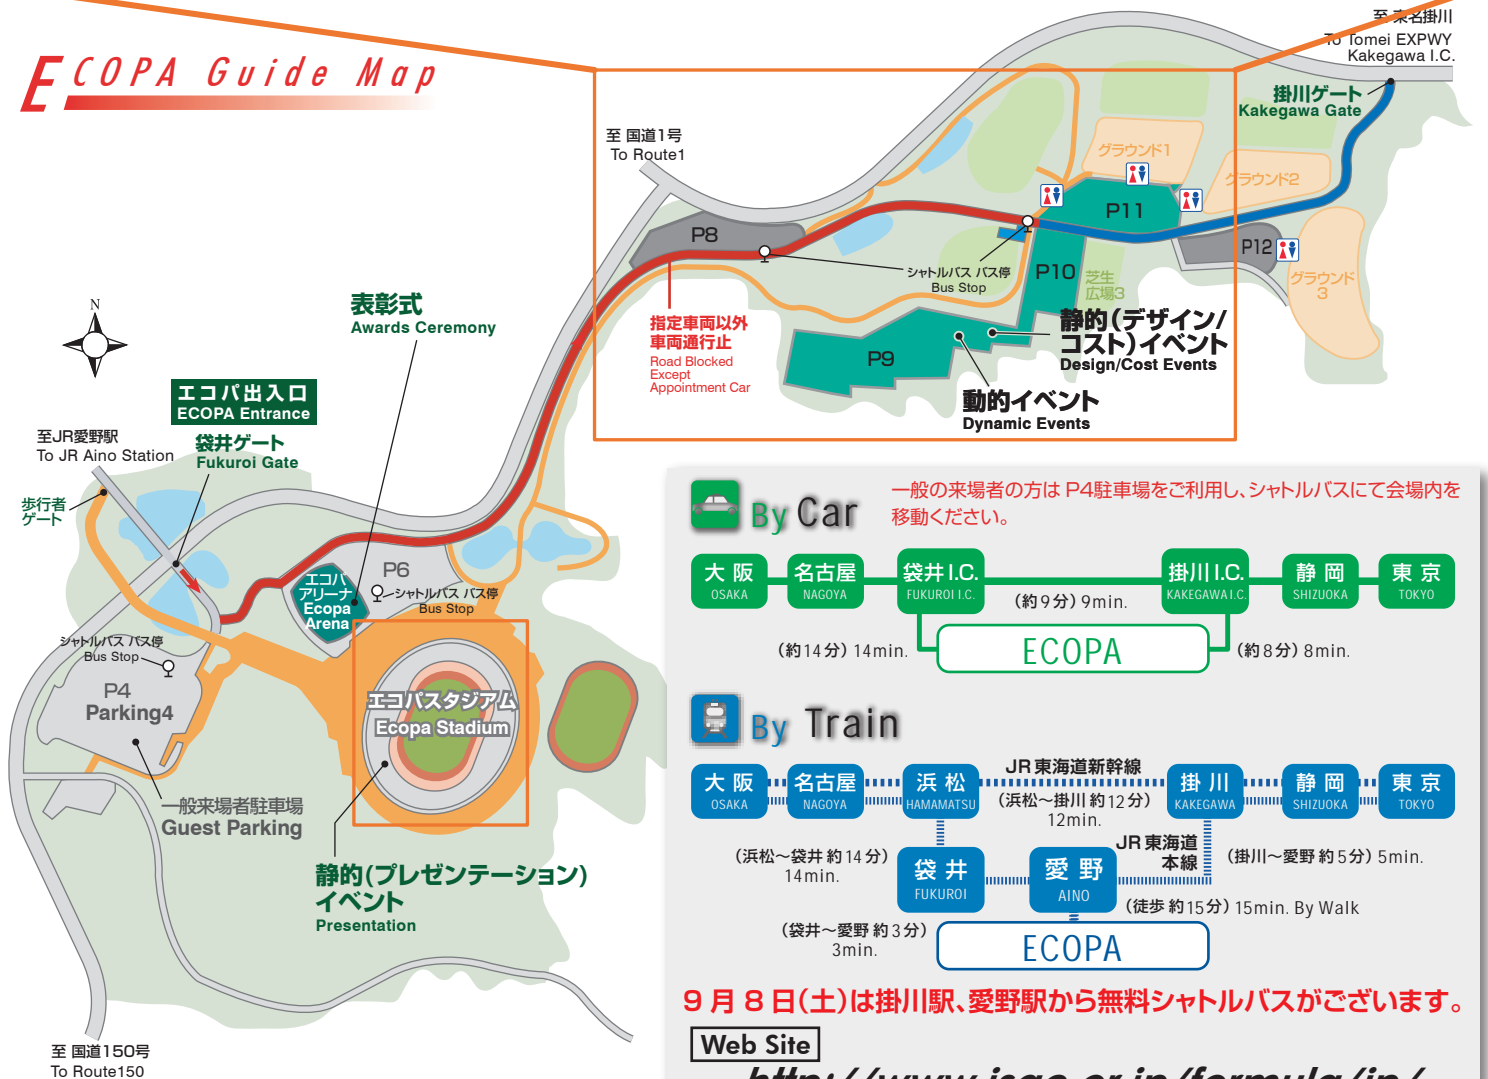 ECOPA Guide Map
至 東名掛川
To Tomei EXPWY
Kakegawa I.C.
掛川ゲート
Kakegawa Gate
至 国道1号
To Route1
グラウンド1
グラウンド2
グラウンド
3
P8
P11
P12
P10
P9
芝生
広場3
シャトルバス バス停
Bus Stop
指定車両以外
車両通行止
Road Blocked
Except
Appointment Car
静的(デザイン/
コスト)イベント
Design/Cost Events
動的イベント
Dynamic Events
N
表彰式
Awards Ceremony
エコパ出入口
ECOPA Entrance
袋井ゲート
Fukuroi Gate
至JR愛野駅
To JR Aino Station
歩行者
ゲート
P6
エコパ
アリーナ
Ecopa
Arena
シャトルバス バス停
Bus Stop
シャトルバス バス停
Bus Stop
P4
Parking4
エコパスタジアム
Ecopa Stadium
一般来場者駐車場
Guest Parking
静的(プレゼンテーション)
イベント
Presentation
至 国道150号
To Route150
By Car
一般の来場者の方は P4駐車場をご利用し、シャトルバスにて会場内を
移動ください。
大阪 名古屋 袋井I.C. 掛川I.C. 静岡 東京
OSAKA NAGOYA FUKUROI I.C. KAKEGAWA I.C. SHIZUOKA TOKYO
(約9分) 9min.
(約14分) 14min.
ECOPA
(約8分) 8min.
By Train
JR東海道新幹線
大阪 名古屋 浜松 掛川 静岡 東京
OSAKA NAGOYA HAMAMATSU KAKEGAWA SHIZUOKA TOKYO
(浜松〜掛川 約12分)
12min.
JR東海道
本線
(浜松〜袋井 約14分)
14min.
(掛川〜愛野 約5分) 5min.
袋井
FUKUROI
愛野
AINO
(徒歩 約15分) 15min. By Walk
(袋井〜愛野 約3分)
3min.
ECOPA
9月8日(土)は掛川駅、愛野駅から無料シャトルバスがございます。
Web Site
http://www.jsae.or.jp/formula/jp/